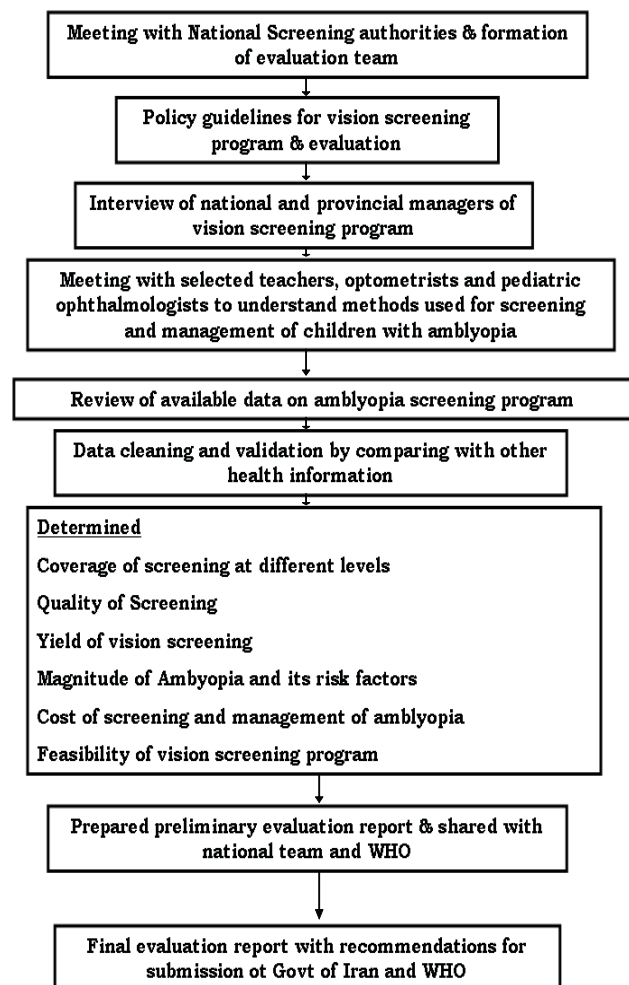 Meeting with National Screening authorities & formation
of evaluation team
Policy guidelines for vision screening
program & evaluation
Interview of national and provincial managers of
vision screening program
Meeting with selected teachers, optometrists and pediatric
ophthalmologists to understand methods used for screening
and management of children with amblyopia
Review of available data on amblyopia screening program
Data cleaning and validation by comparing with other
health information
Determined
Coverage of screening at different levels
Quality of Screening
Yield of vision screening
Magnitude of Ambyopia and its risk factors
Cost of screening and management of amblyopia
Feasibility of vision screening program
Prepared preliminary evaluation report & shared with
national team and WHO
Final evaluation report with recommendations for
submission ot Govt of Iran and WHO